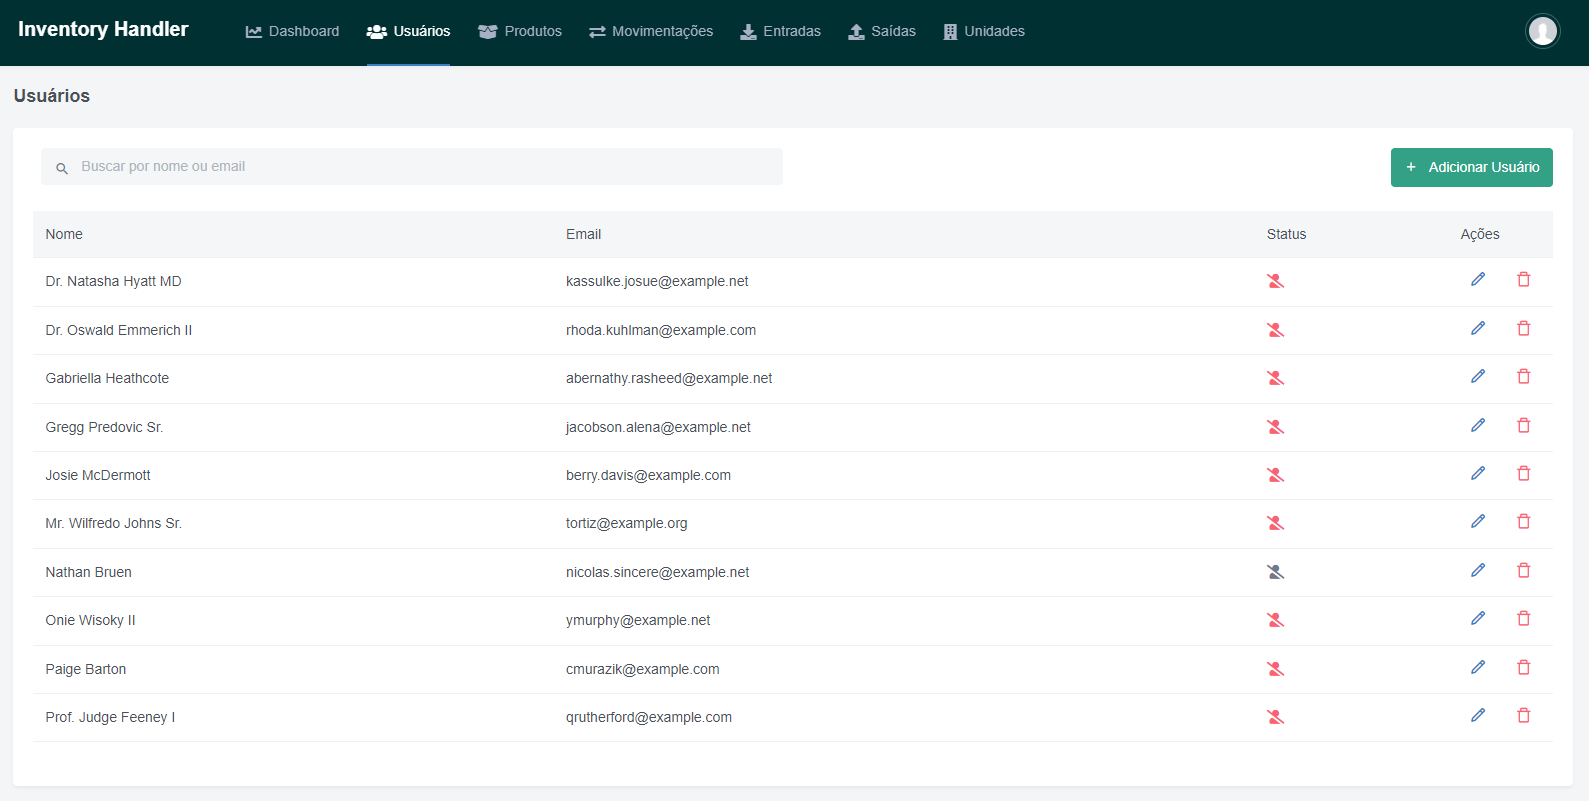 Inventory Handler Dashboard Usuários Produtos Movimentações Entradas Saídas Unidades
Usuários
Buscar por nome ou email + Adicionar Usuário
Nome Email Status Ações
Dr. Natasha Hyatt MD kassulke.josue@example.net
Dr. Oswald Emmerich II rhoda.kuhlman@example.com
Gabriella Heathcote abernathy.rasheed@example.net
Gregg Predovic Sr. jacobson.alena@example.net
Josie McDermott berry.davis@example.com
Mr. Wilfredo Johns Sr. tortiz@example.org
Nathan Bruen nicolas.sincere@example.net
Onie Wisoky II ymurphy@example.net
Paige Barton cmurazik@example.com
Prof. Judge Feeney I qrutherford@example.com